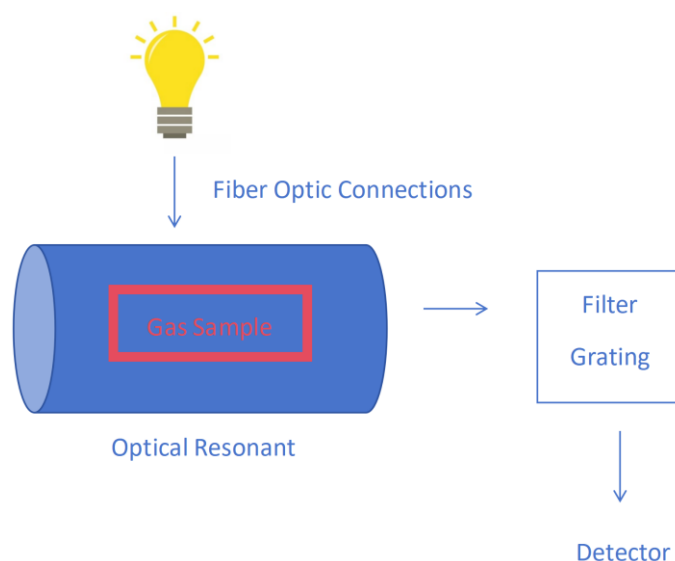 Fiber Optic Connections
Gas Sample
Filter
Grating
Optical Resonant
Detector